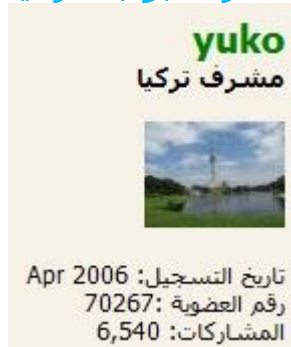 yuko
مشرف تركيا
تاريخ التسجيل: Apr 2006
رقم العضوية :70267
المشاركات: 6,540